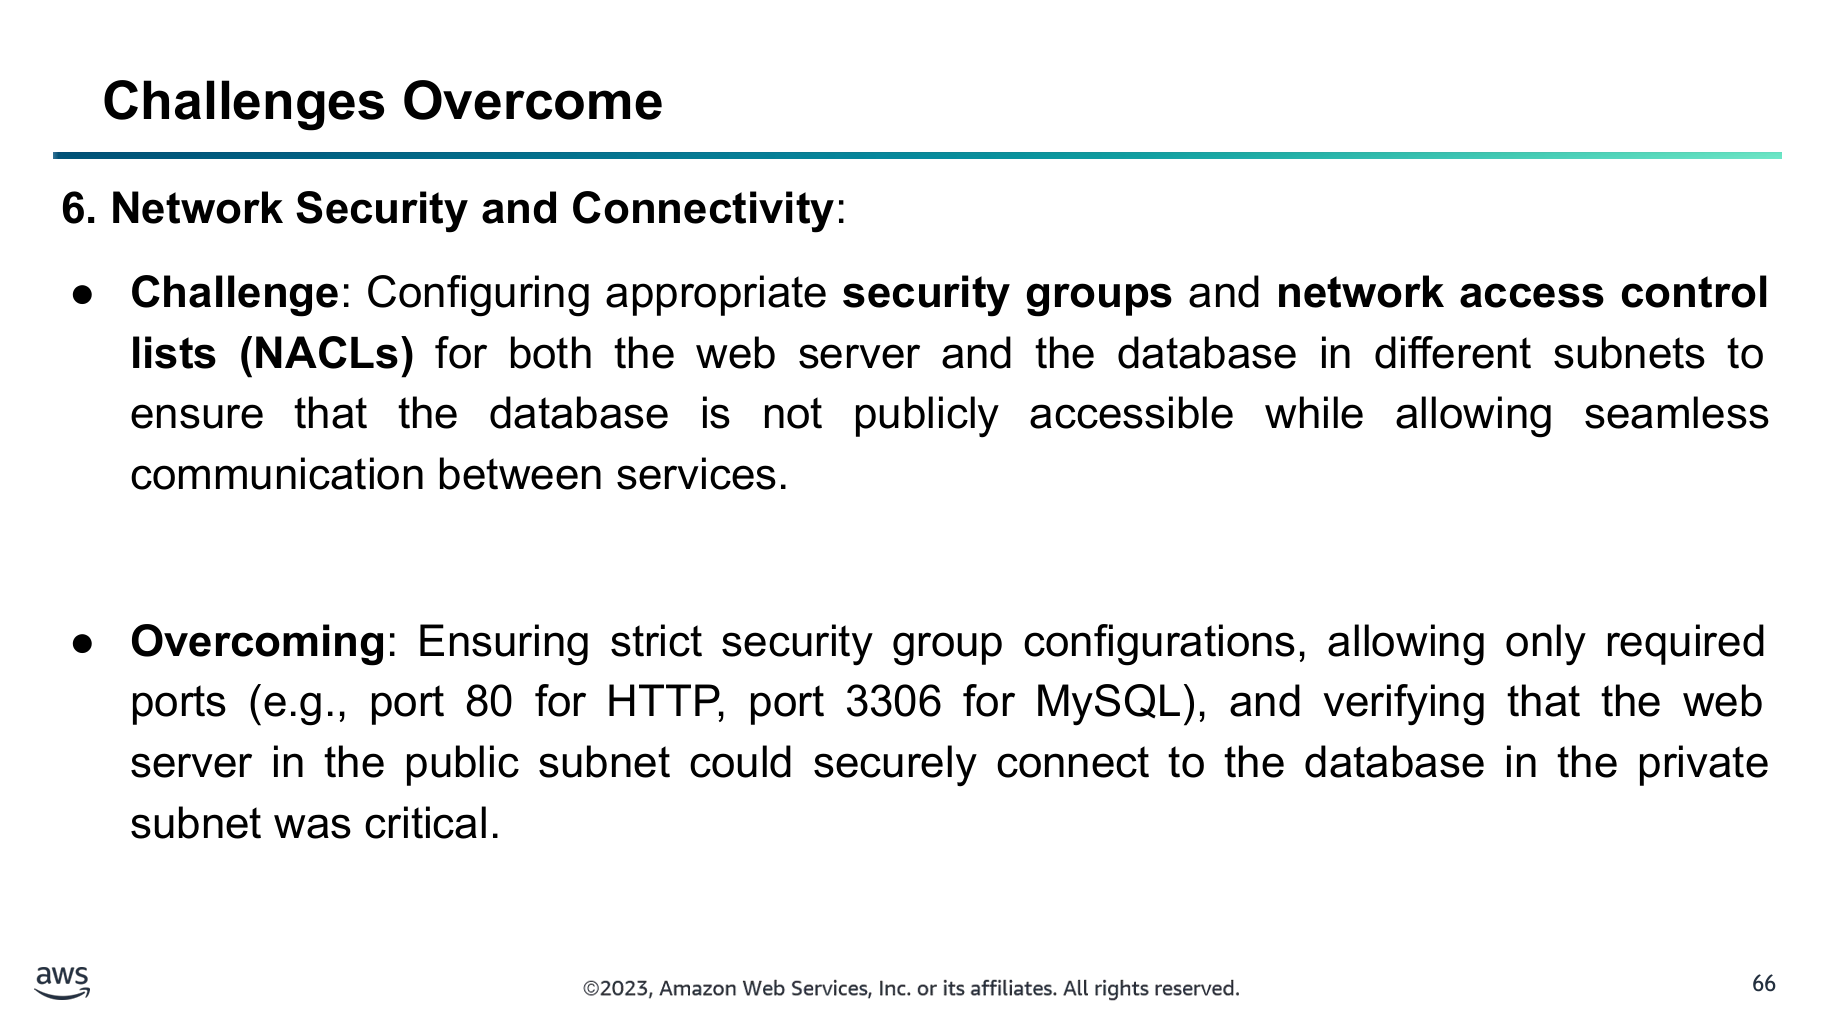 Challenges Overcome
6. Network Security and Connectivity:
● Challenge: Configuring appropriate security groups and network access control
lists (NACLs) for both the web server and the database in different subnets to
ensure that the database is not publicly accessible while allowing seamless
communication between services.
● Overcoming: Ensuring strict security group configurations, allowing only required
ports (e.g., port 80 for HTTP, port 3306 for MySQL), and verifying that the web
server in the public subnet could securely connect to the database in the private
subnet was critical.
aws
©2023, Amazon Web Services, Inc. or its affiliates. All rights reserved.
66